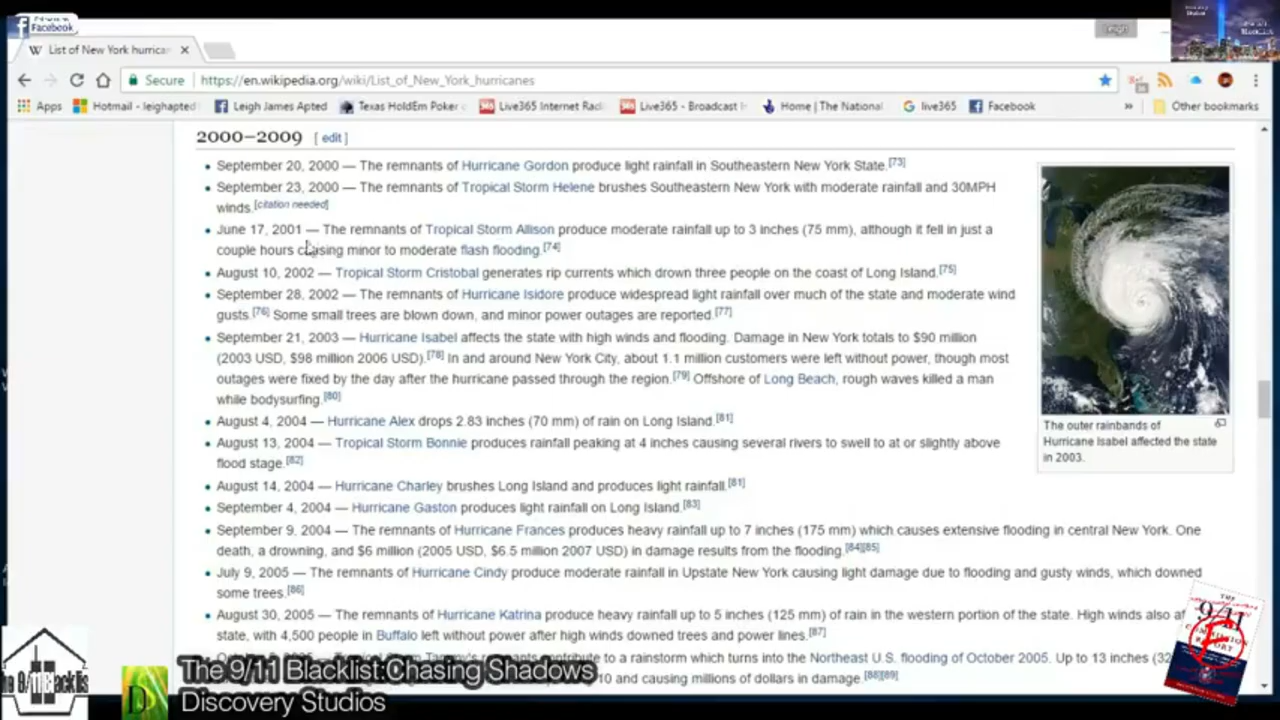 Facebook
List of New York hurrica
Secure https://en.wikipedia.org/wiki/List_of_New_York_hurricanes
Apps Hotmail - leighapted Leigh James Apted Texas HoldEm Poker Live365 Internet Radi Live365 - Broadcast Home | The National live365 Facebook » Other bookmarks
2000–2009 [ edit ]
September 20, 2000 — The remnants of Hurricane Gordon produce light rainfall in Southeastern New York State.[73]
September 23, 2000 — The remnants of Tropical Storm Helene brushes Southeastern New York with moderate rainfall and 30MPH
winds.[citation needed]
June 17, 2001 — The remnants of Tropical Storm Allison produce moderate rainfall up to 3 inches (75 mm), although it fell in just a
couple hours causing minor to moderate flash flooding.[74]
August 10, 2002 — Tropical Storm Cristobal generates rip currents which drown three people on the coast of Long Island.[75]
September 28, 2002 — The remnants of Hurricane Isidore produce widespread light rainfall over much of the state and moderate wind
gusts.[76] Some small trees are blown down, and minor power outages are reported.[77]
September 21, 2003 — Hurricane Isabel affects the state with high winds and flooding. Damage in New York totals to $90 million
(2003 USD, $98 million 2006 USD).[78] In and around New York City, about 1.1 million customers were left without power, though most
outages were fixed by the day after the hurricane passed through the region.[79] Offshore of Long Beach, rough waves killed a man
while bodysurfing.[80]
August 4, 2004 — Hurricane Alex drops 2.83 inches (70 mm) of rain on Long Island.[81]
August 13, 2004 — Tropical Storm Bonnie produces rainfall peaking at 4 inches causing several rivers to swell to at or slightly above
flood stage.[82]
August 14, 2004 — Hurricane Charley brushes Long Island and produces light rainfall.[81]
September 4, 2004 — Hurricane Gaston produces light rainfall on Long Island.[83]
September 9, 2004 — The remnants of Hurricane Frances produces heavy rainfall up to 7 inches (175 mm) which causes extensive flooding in central New York. One
death, a drowning, and $6 million (2005 USD, $6.5 million 2007 USD) in damage results from the flooding.[84][85]
July 9, 2005 — The remnants of Hurricane Cindy produce moderate rainfall in Upstate New York causing light damage due to flooding and gusty winds, which downed
some trees.[86]
August 30, 2005 — The remnants of Hurricane Katrina produce heavy rainfall up to 5 inches (125 mm) of rain in the western portion of the state. High winds also
state, with 4,500 people in Buffalo left without power after high winds downed trees and power lines.[87]
contribute to a rainstorm which turns into the Northeast U.S. flooding of October 2005. Up to 13 inches
10 and causing millions of dollars in damage.[88][89]
The outer rainbands of
Hurricane Isabel affected the state
in 2003.
The 9/11 Blacklist:Chasing Shadows
Discovery Studios
The 9/11 Blacklis
DS
THE
9/11
COMMISSION
REPORT